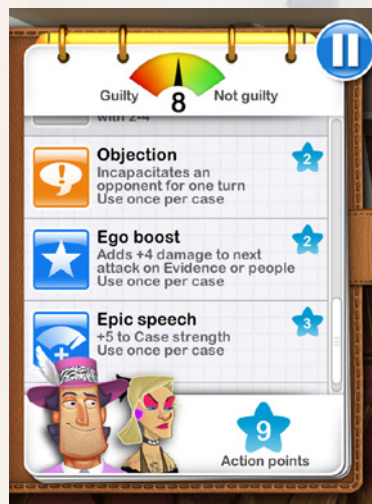 Guilty
8
Not guilty
with 2-4
Objection
2
Incapacitates an
opponent for one turn
Use once per case
Ego boost
2
Adds +4 damage to next
attack on Evidence or people
Use once per case
Epic speech
3
+5 to Case strength
Use once per case
9
Action points